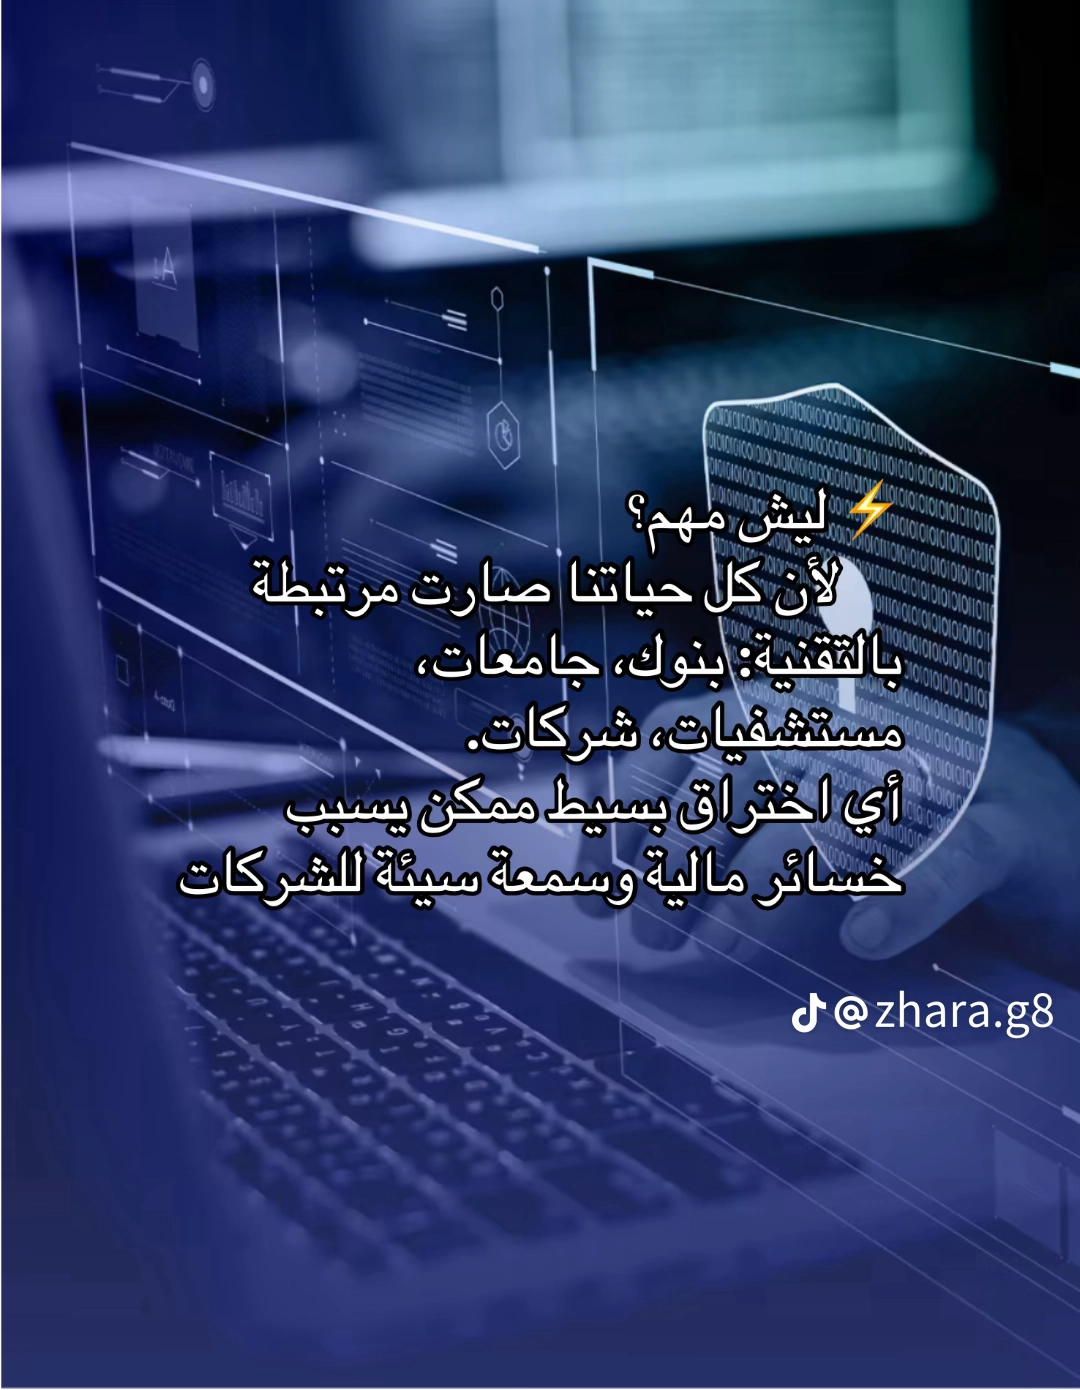 ⚡ ليش مهم؟
لأن كل حياتنا صارت مرتبطة
بالتقنية: بنوك، جامعات،
مستشفيات، شركات.
أي اختراق بسيط ممكن يسبب
خسائر مالية وسمعة سيئة للشركات
@zhara.g8